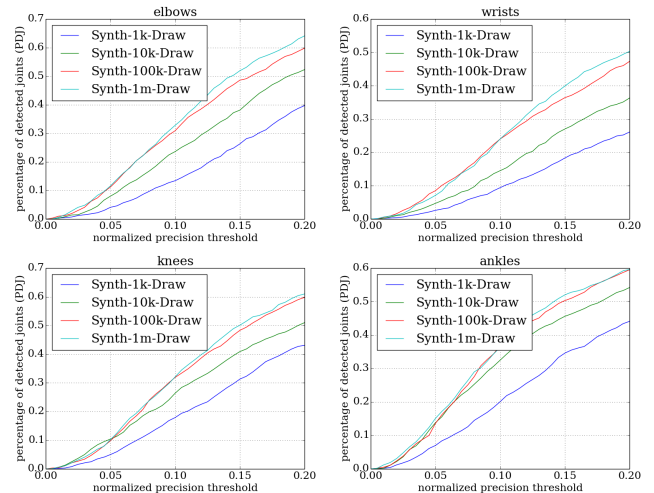 elbows
0.7
0.6
0.5
0.4
0.3
0.2
0.1
0.0
percentage of detected joints (PDJ)
Synth-1k-Draw
Synth-10k-Draw
Synth-100k-Draw
Synth-1m-Draw
0.00 0.05 0.10 0.15 0.20
normalized precision threshold
wrists
0.6
0.5
0.4
0.3
0.2
0.1
0.0
percentage of detected joints (PDJ)
Synth-1k-Draw
Synth-10k-Draw
Synth-100k-Draw
Synth-1m-Draw
0.00 0.05 0.10 0.15 0.20
normalized precision threshold
knees
0.7
0.6
0.5
0.4
0.3
0.2
0.1
0.0
percentage of detected joints (PDJ)
Synth-1k-Draw
Synth-10k-Draw
Synth-100k-Draw
Synth-1m-Draw
0.00 0.05 0.10 0.15 0.20
normalized precision threshold
ankles
0.6
0.5
0.4
0.3
0.2
0.1
0.0
percentage of detected joints (PDJ)
Synth-1k-Draw
Synth-10k-Draw
Synth-100k-Draw
Synth-1m-Draw
0.00 0.05 0.10 0.15 0.20
normalized precision threshold